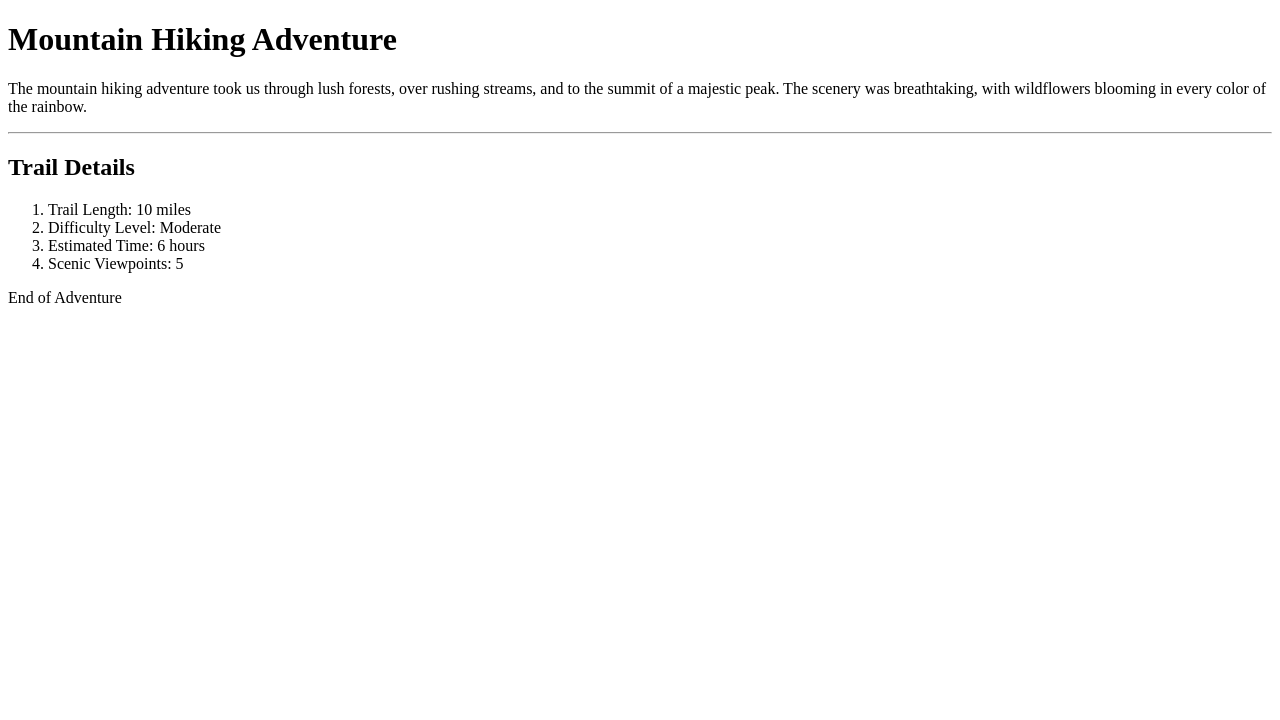 Mountain Hiking Adventure
The mountain hiking adventure took us through lush forests, over rushing streams, and to the summit of a majestic peak. The scenery was breathtaking, with wildflowers blooming in every color of
the rainbow.
Trail Details
1. Trail Length: 10 miles
2. Difficulty Level: Moderate
3. Estimated Time: 6 hours
4. Scenic Viewpoints: 5
End of Adventure